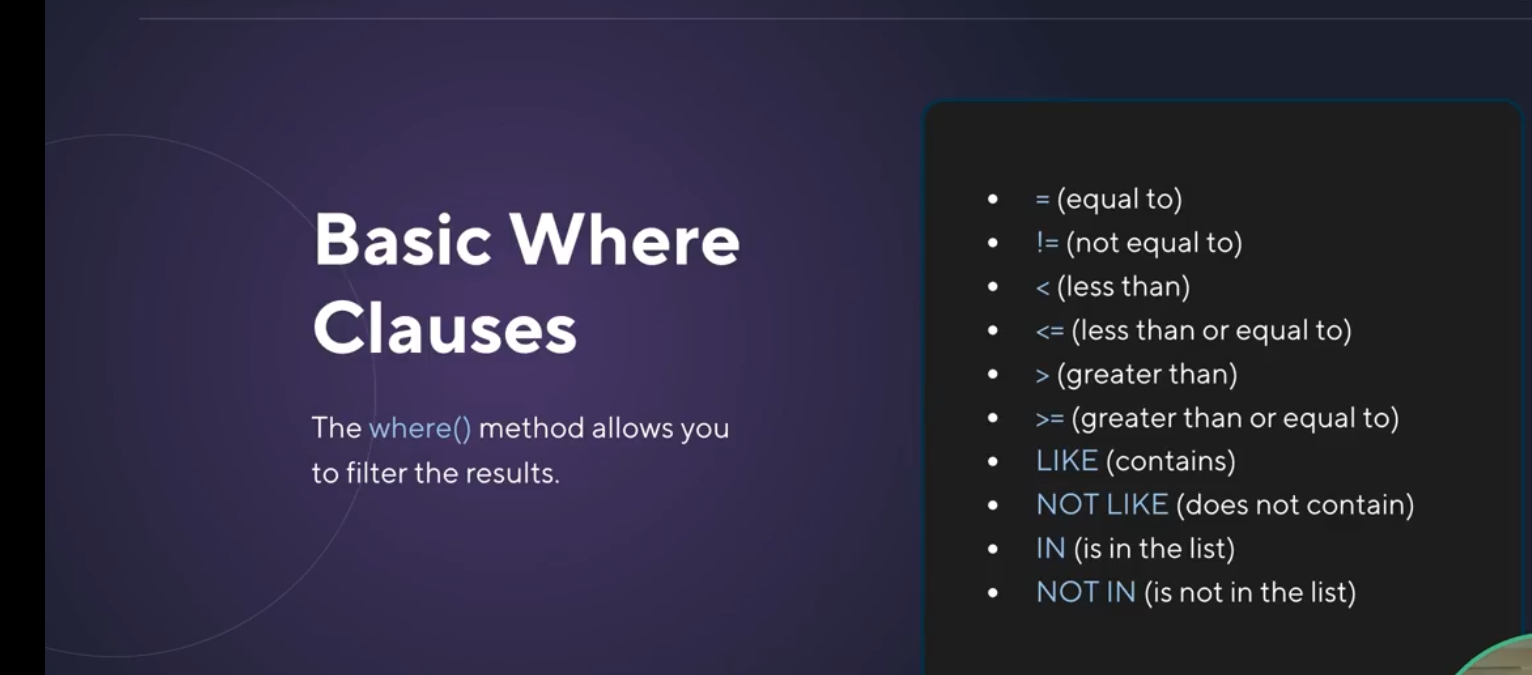 Basic Where
Clauses
The where() method allows you
to filter the results.
• = (equal to)
• != (not equal to)
• < (less than)
• <= (less than or equal to)
• > (greater than)
• >= (greater than or equal to)
• LIKE (contains)
• NOT LIKE (does not contain)
• IN (is in the list)
• NOT IN (is not in the list)